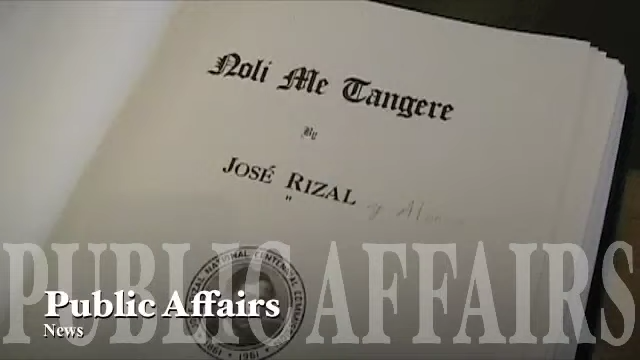 Noli Me Tangere
By
JOSÉ RIZAL
PUBLIC AFFAIRS
Public Affairs
News